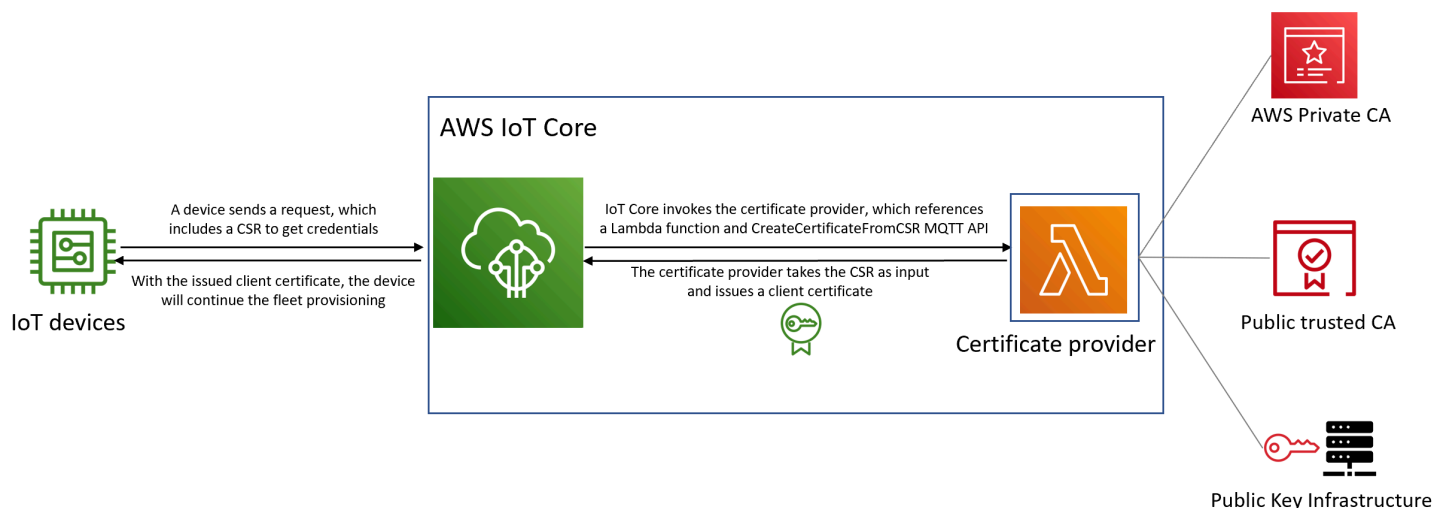 AWS Private CA
AWS IoT Core
A device sends a request, which
includes a CSR to get credentials
IoT Core invokes the certificate provider, which references
a Lambda function and CreateCertificateFromCSR MQTT API
With the issued client certificate, the device
will continue the fleet provisioning
The certificate provider takes the CSR as input
and issues a client certificate
IoT devices
Certificate provider
Public trusted CA
Public Key Infrastructure